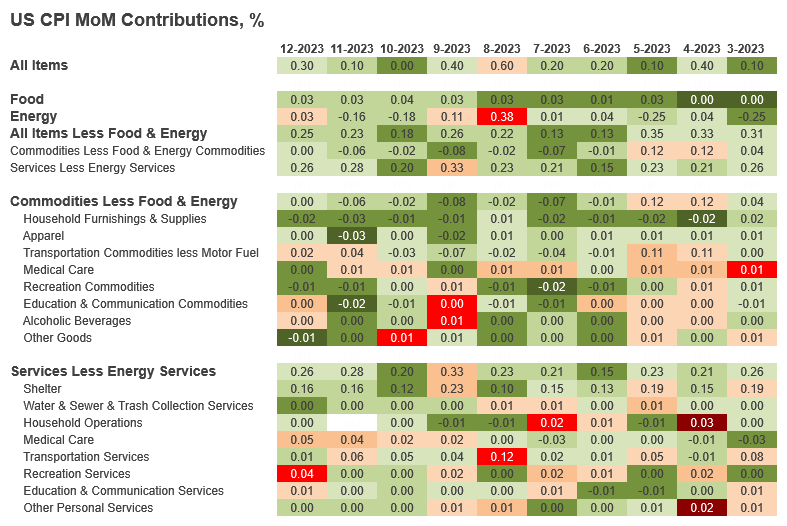 US CPI MoM Contributions, %
12-2023 11-2023 10-2023 9-2023 8-2023 7-2023 6-2023 5-2023 4-2023 3-2023
All Items 0.30 0.10 0.00 0.40 0.60 0.20 0.20 0.10 0.40 0.10
Food 0.03 0.03 0.04 0.03 0.03 0.03 0.01 0.03 0.00 0.00
Energy 0.03 -0.16 -0.18 0.11 0.38 0.01 0.04 -0.25 0.04 -0.25
All Items Less Food & Energy 0.25 0.23 0.18 0.26 0.22 0.13 0.13 0.35 0.33 0.31
Commodities Less Food & Energy Commodities 0.00 -0.06 -0.02 -0.08 -0.02 -0.07 -0.01 0.12 0.12 0.04
Services Less Energy Services 0.26 0.28 0.20 0.33 0.23 0.21 0.15 0.23 0.21 0.26
Commodities Less Food & Energy 0.00 -0.06 -0.02 -0.08 -0.02 -0.07 -0.01 0.12 0.12 0.04
Household Furnishings & Supplies -0.02 -0.03 -0.01 -0.01 0.01 -0.02 -0.01 -0.02 -0.02 0.02
Apparel 0.00 -0.03 0.00 -0.02 0.01 0.00 0.01 0.01 0.01 0.01
Transportation Commodities less Motor Fuel 0.02 0.04 -0.03 -0.07 -0.02 -0.04 -0.01 0.11 0.11 0.00
Medical Care 0.00 0.01 0.01 0.00 0.01 0.01 0.00 0.01 0.01 0.01
Recreation Commodities -0.01 -0.01 0.00 0.01 -0.01 -0.02 -0.01 0.00 0.01 0.01
Education & Communication Commodities 0.00 -0.02 -0.01 0.00 -0.01 -0.01 0.00 0.00 0.00 -0.01
Alcoholic Beverages 0.00 0.00 0.00 0.01 0.00 0.00 0.00 0.00 0.00 0.00
Other Goods -0.01 0.00 0.01 0.01 0.00 0.00 0.00 0.01 0.00 0.01
Services Less Energy Services 0.26 0.28 0.20 0.33 0.23 0.21 0.15 0.23 0.21 0.26
Shelter 0.16 0.16 0.12 0.23 0.10 0.15 0.13 0.19 0.15 0.19
Water & Sewer & Trash Collection Services 0.00 0.00 0.00 0.00 0.01 0.01 0.00 0.01 0.00 0.00
Household Operations 0.00 0.00 -0.01 -0.01 0.02 0.01 -0.01 0.03 0.00
Medical Care 0.05 0.04 0.02 0.02 0.00 -0.03 0.00 0.00 -0.01 -0.03
Transportation Services 0.01 0.06 0.05 0.04 0.12 0.02 0.01 0.05 -0.01 0.08
Recreation Services 0.04 0.00 0.00 0.02 0.00 0.02 0.01 0.00 0.02 0.00
Education & Communication Services 0.01 0.00 0.00 0.00 0.00 0.01 -0.01 -0.01 0.00 0.01
Other Personal Services 0.00 0.00 0.00 0.01 0.01 0.00 0.00 0.01 0.02 0.01